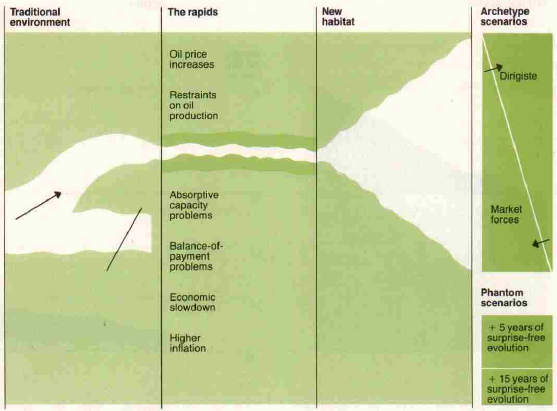 Traditional
environment
The rapids
New
habitat
Archetype
scenarios
Oil price
increases
Restraints
on oil
production
Absorptive
capacity
problems
Balance-of-
payment
problems
Economic
slowdown
Higher
inflation
Dirigiste
Market
forces
Phantom
scenarios
+ 5 years of
surprise-free
evolution
+ 15 years of
surprise-free
evolution